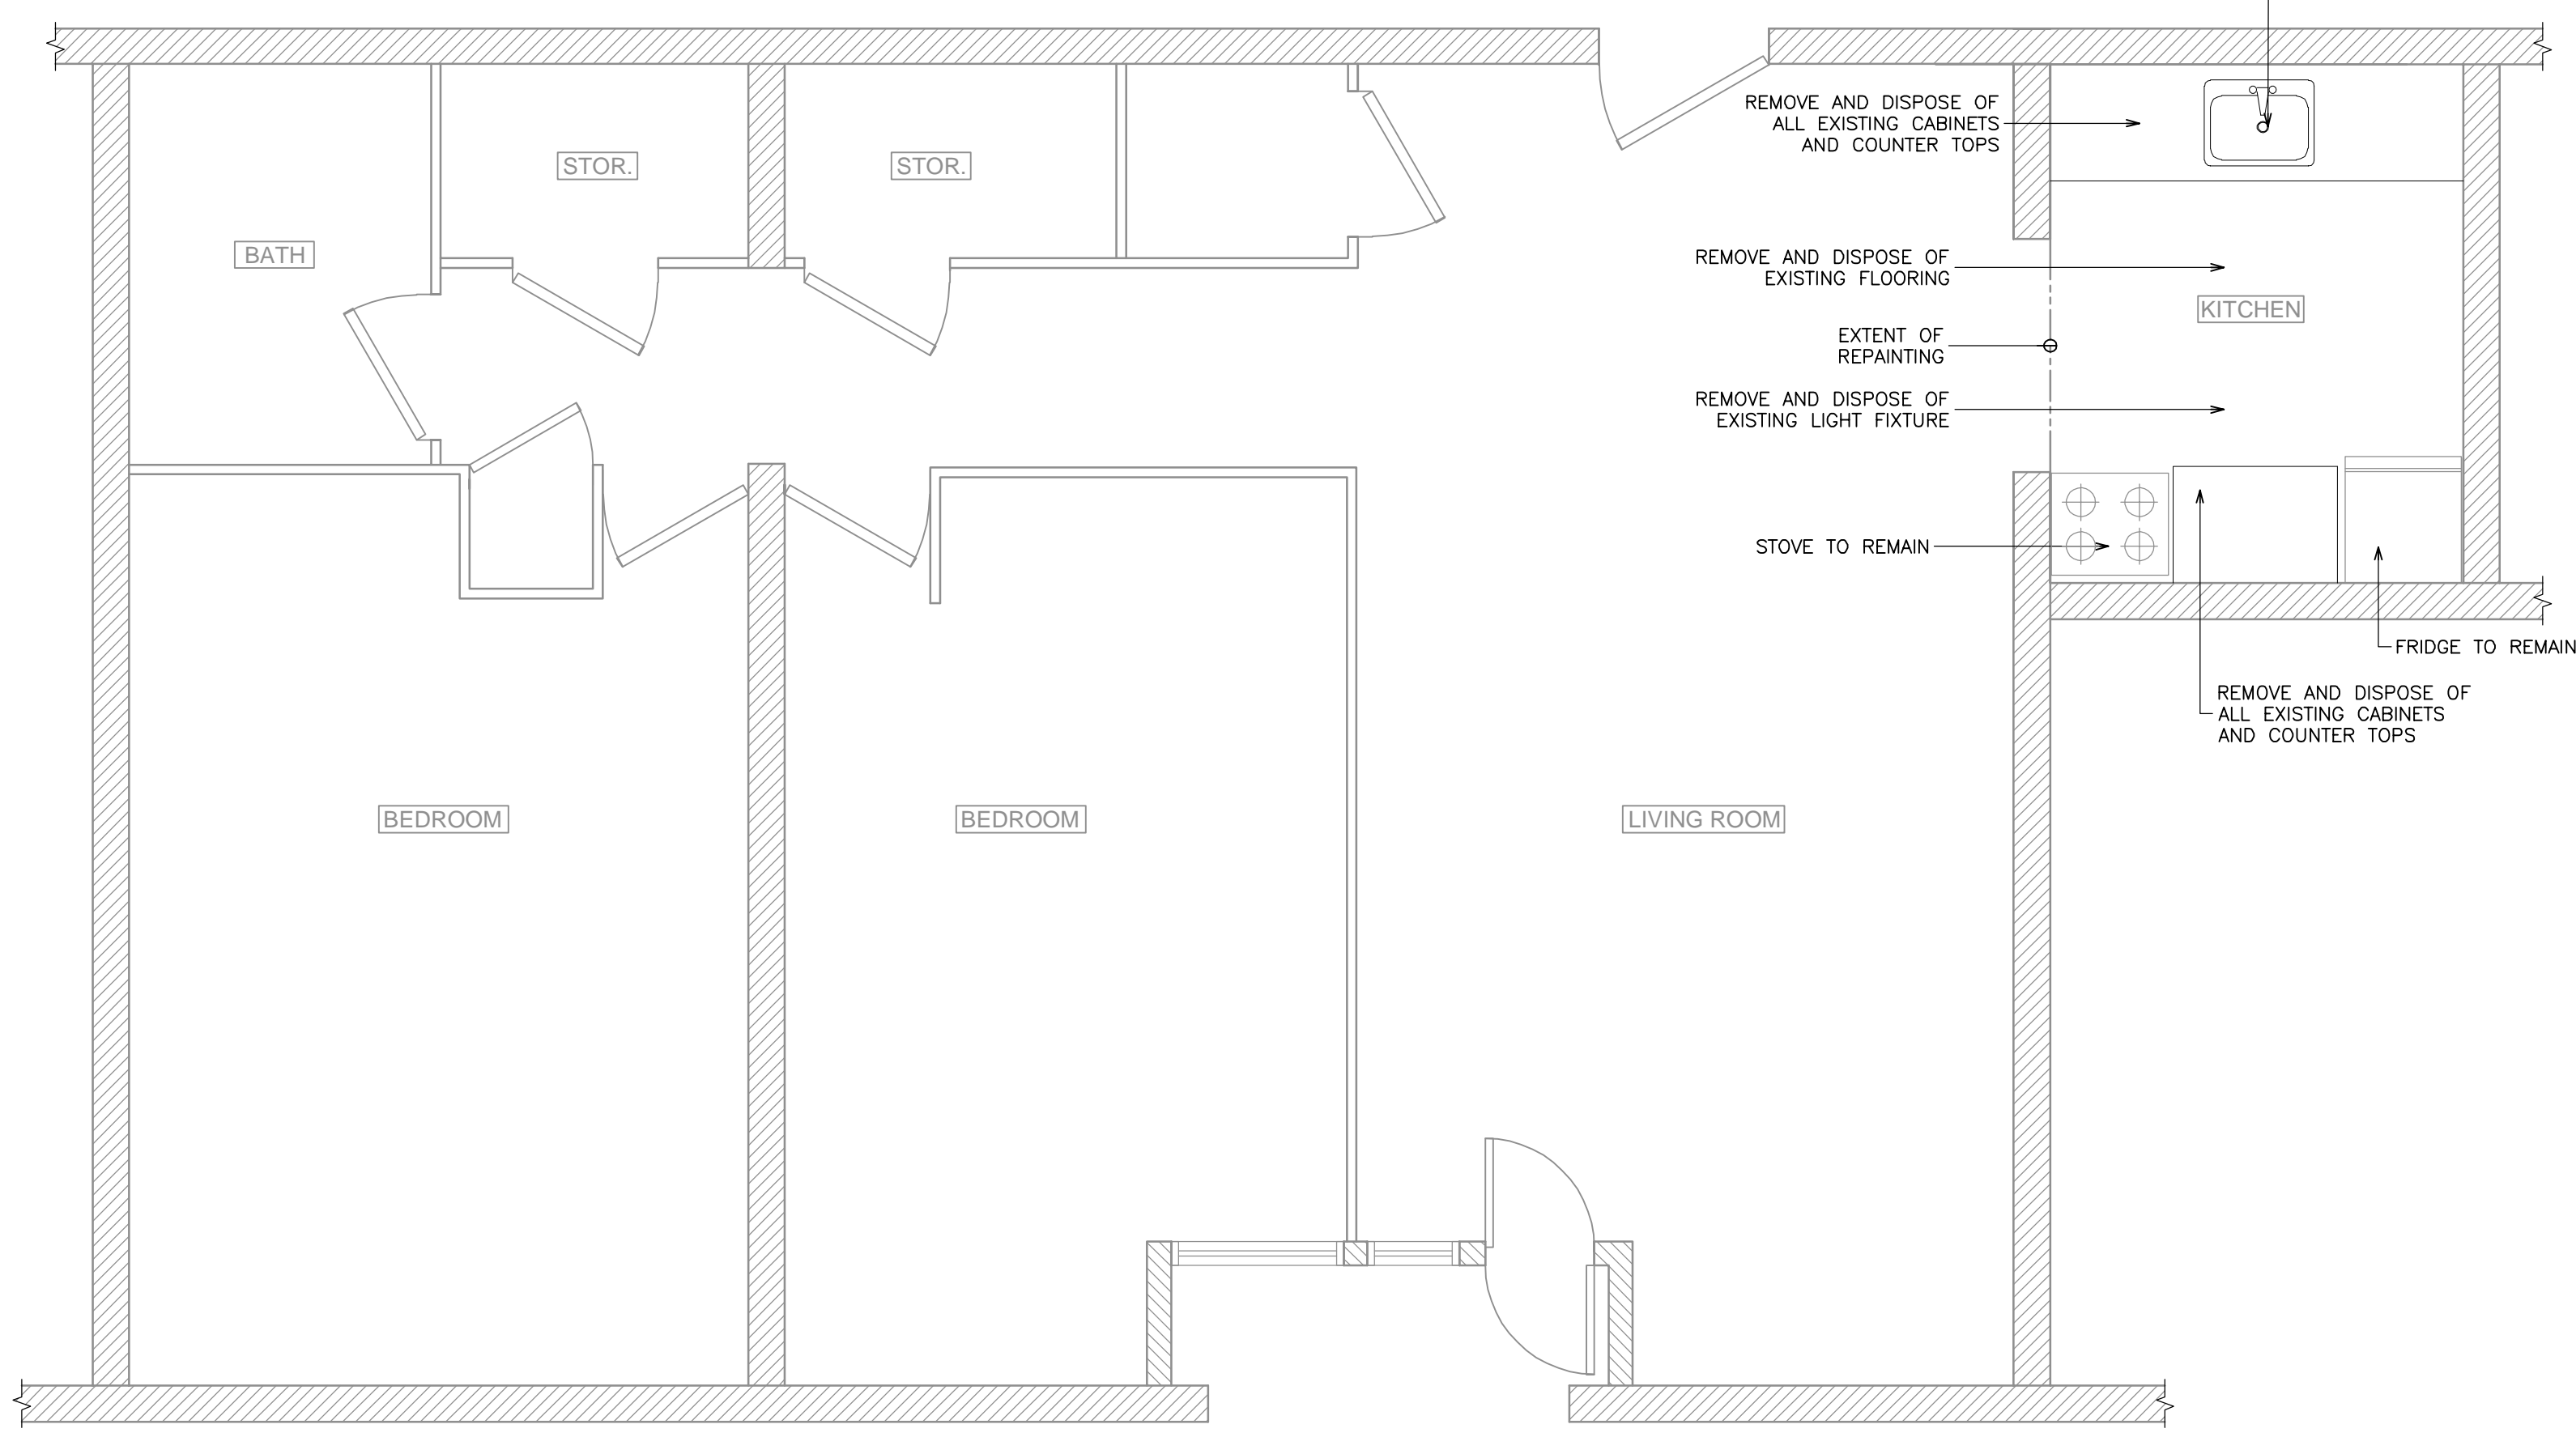 REMOVE AND DISPOSE OF
ALL EXISTING CABINETS
AND COUNTER TOPS
STOR.
STOR.
BATH
REMOVE AND DISPOSE OF
EXISTING FLOORING
KITCHEN
EXTENT OF
REPAINTING
REMOVE AND DISPOSE OF
EXISTING LIGHT FIXTURE
STOVE TO REMAIN
FRIDGE TO REMAIN
REMOVE AND DISPOSE OF
ALL EXISTING CABINETS
AND COUNTER TOPS
BEDROOM
BEDROOM
LIVING ROOM